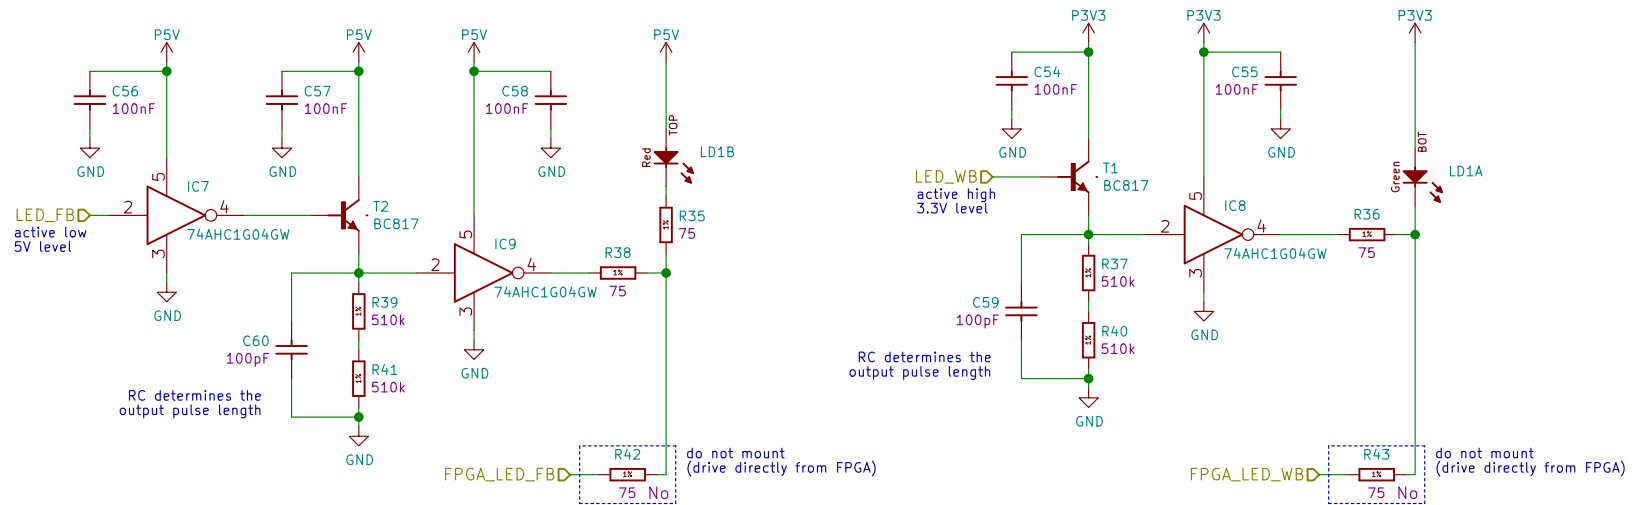 P5V
P5V
P5V
P5V
C56
100nF
GND
C57
100nF
GND
C58
100nF
GND
TOP
Red
LD1B
IC7
5
2
4
3
74AHC1G04GW
GND
LED_FB
active low
5V level
T2
BC817
IC9
5
2
4
3
74AHC1G04GW
GND
R35
1%
75
R38
1%
75
R39
1%
510k
C60
100pF
R41
1%
510k
GND
RC determines the
output pulse length
FPGA_LED_FB
R42
1%
75 No
do not mount
(drive directly from FPGA)
P3V3
P3V3
P3V3
C54
100nF
GND
C55
100nF
GND
BOT
Green
LD1A
LED_WB
active high
3.3V level
T1
BC817
IC8
5
2
4
3
74AHC1G04GW
GND
R36
1%
75
R37
1%
510k
C59
100pF
R40
1%
510k
GND
RC determines the
output pulse length
FPGA_LED_WB
R43
1%
75 No
do not mount
(drive directly from FPGA)